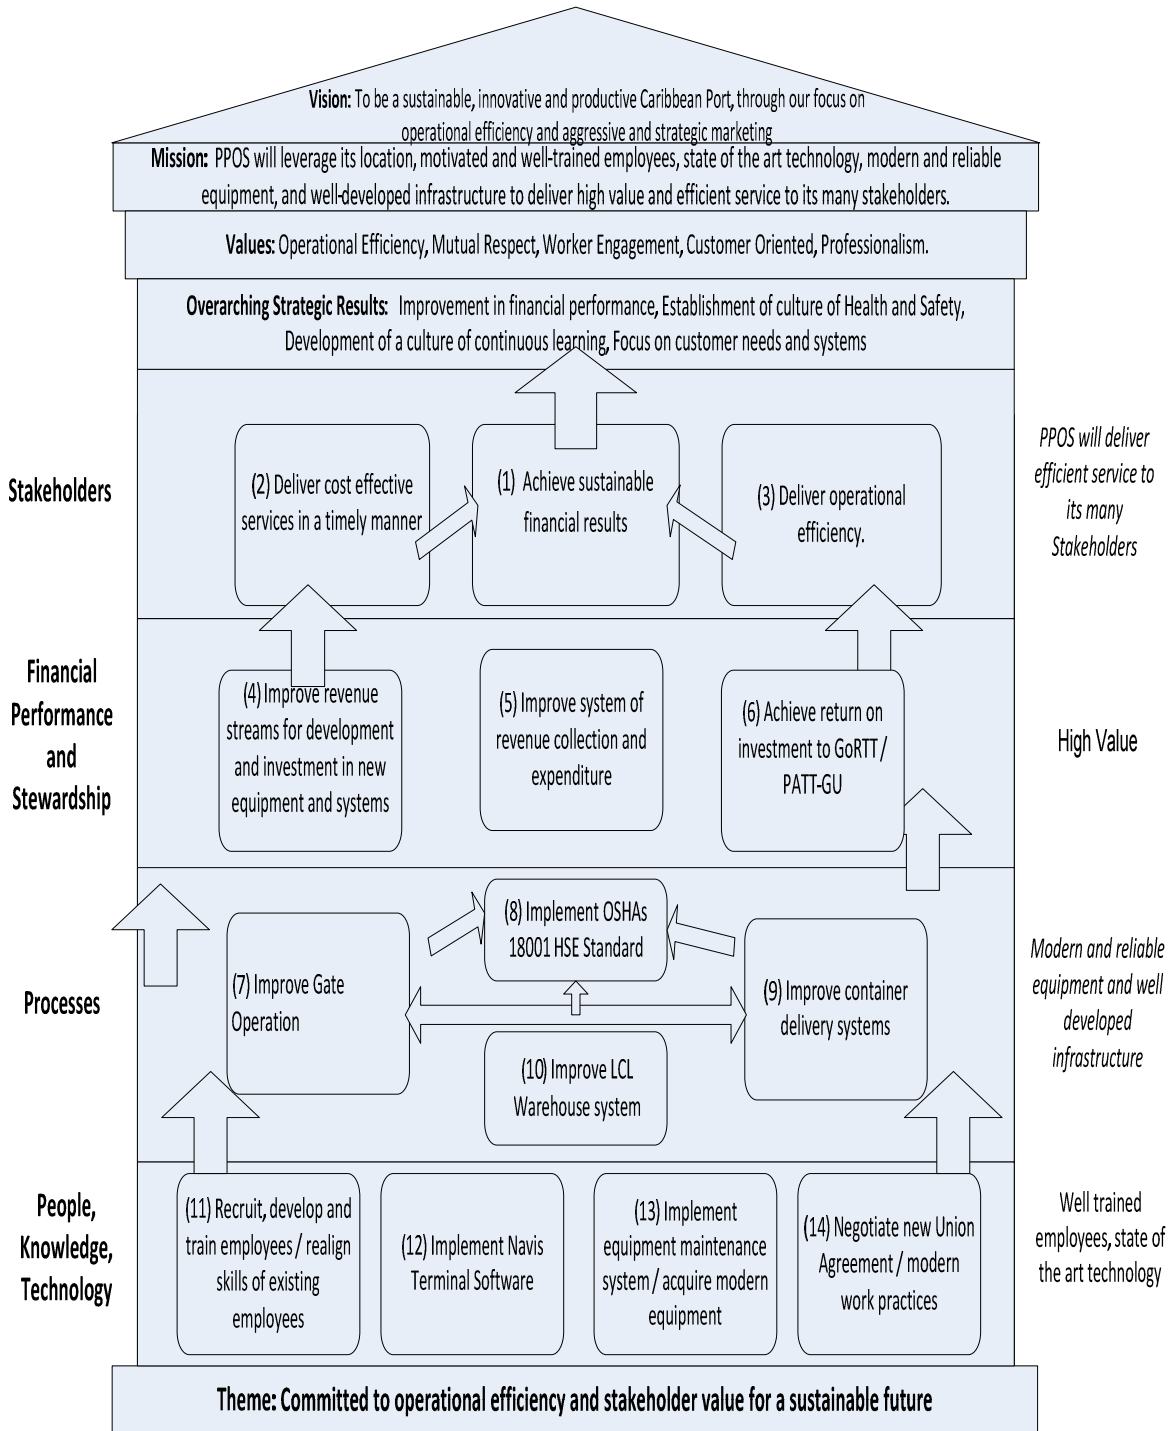 Vision: To be a sustainable, innovative and productive Caribbean Port, through our focus on
operational efficiency and aggressive and strategic marketing
Mission: PPOS will leverage its location, motivated and well-trained employees, state of the art technology, modern and reliable
equipment, and well-developed infrastructure to deliver high value and efficient service to its many stakeholders.
Values: Operational Efficiency, Mutual Respect, Worker Engagement, Customer Oriented, Professionalism.
Overarching Strategic Results: Improvement in financial performance, Establishment of culture of Health and Safety,
Development of a culture of continuous learning, Focus on customer needs and systems
Stakeholders
(2) Deliver cost effective
services in a timely manner
(1) Achieve sustainable
financial results
(3) Deliver operational
efficiency.
PPOS will deliver
efficient service to
its many
Stakeholders
Financial
Performance
and
Stewardship
(4) Improve revenue
streams for development
and investment in new
equipment and systems
(5) Improve system of
revenue collection and
expenditure
(6) Achieve return on
investment to GoRTT /
PATT-GU
High Value
Processes
(7) Improve Gate
Operation
(8) Implement OSHAs
18001 HSE Standard
(9) Improve container
delivery systems
(10) Improve LCL
Warehouse system
Modern and reliable
equipment and well
developed
infrastructure
People,
Knowledge,
Technology
(11) Recruit, develop and
train employees / realign
skills of existing
employees
(12) Implement Navis
Terminal Software
(13) Implement
equipment maintenance
system / acquire modern
equipment
(14) Negotiate new Union
Agreement / modern
work practices
Well trained
employees, state of
the art technology
Theme: Committed to operational efficiency and stakeholder value for a sustainable future